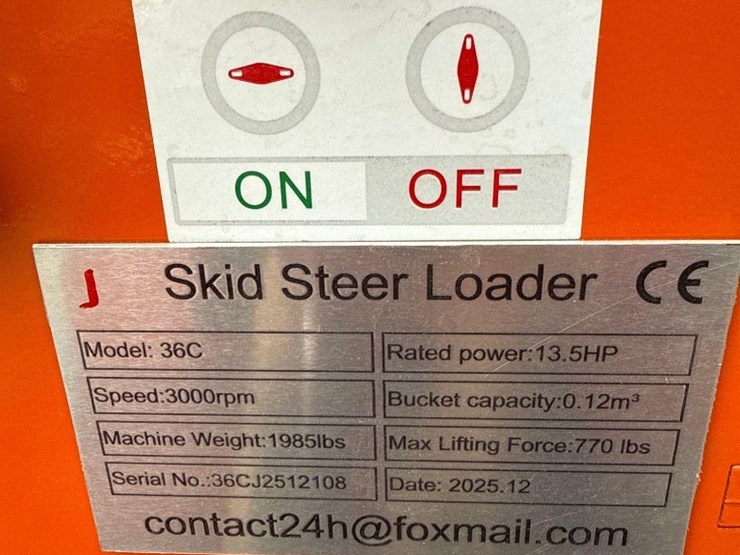 ON OFF
J Skid Steer Loader CE
Model: 36C Rated power:13.5HP
Speed:3000rpm Bucket capacity:0.12m³
Machine Weight:1985lbs Max Lifting Force:770 lbs
Serial No.:36CJ2512108 Date: 2025.12
contact24h@foxmail.com